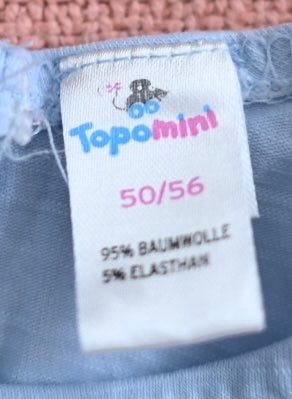 Topomini
50/56
95% BAUMWOLLE
5% ELASTHAN